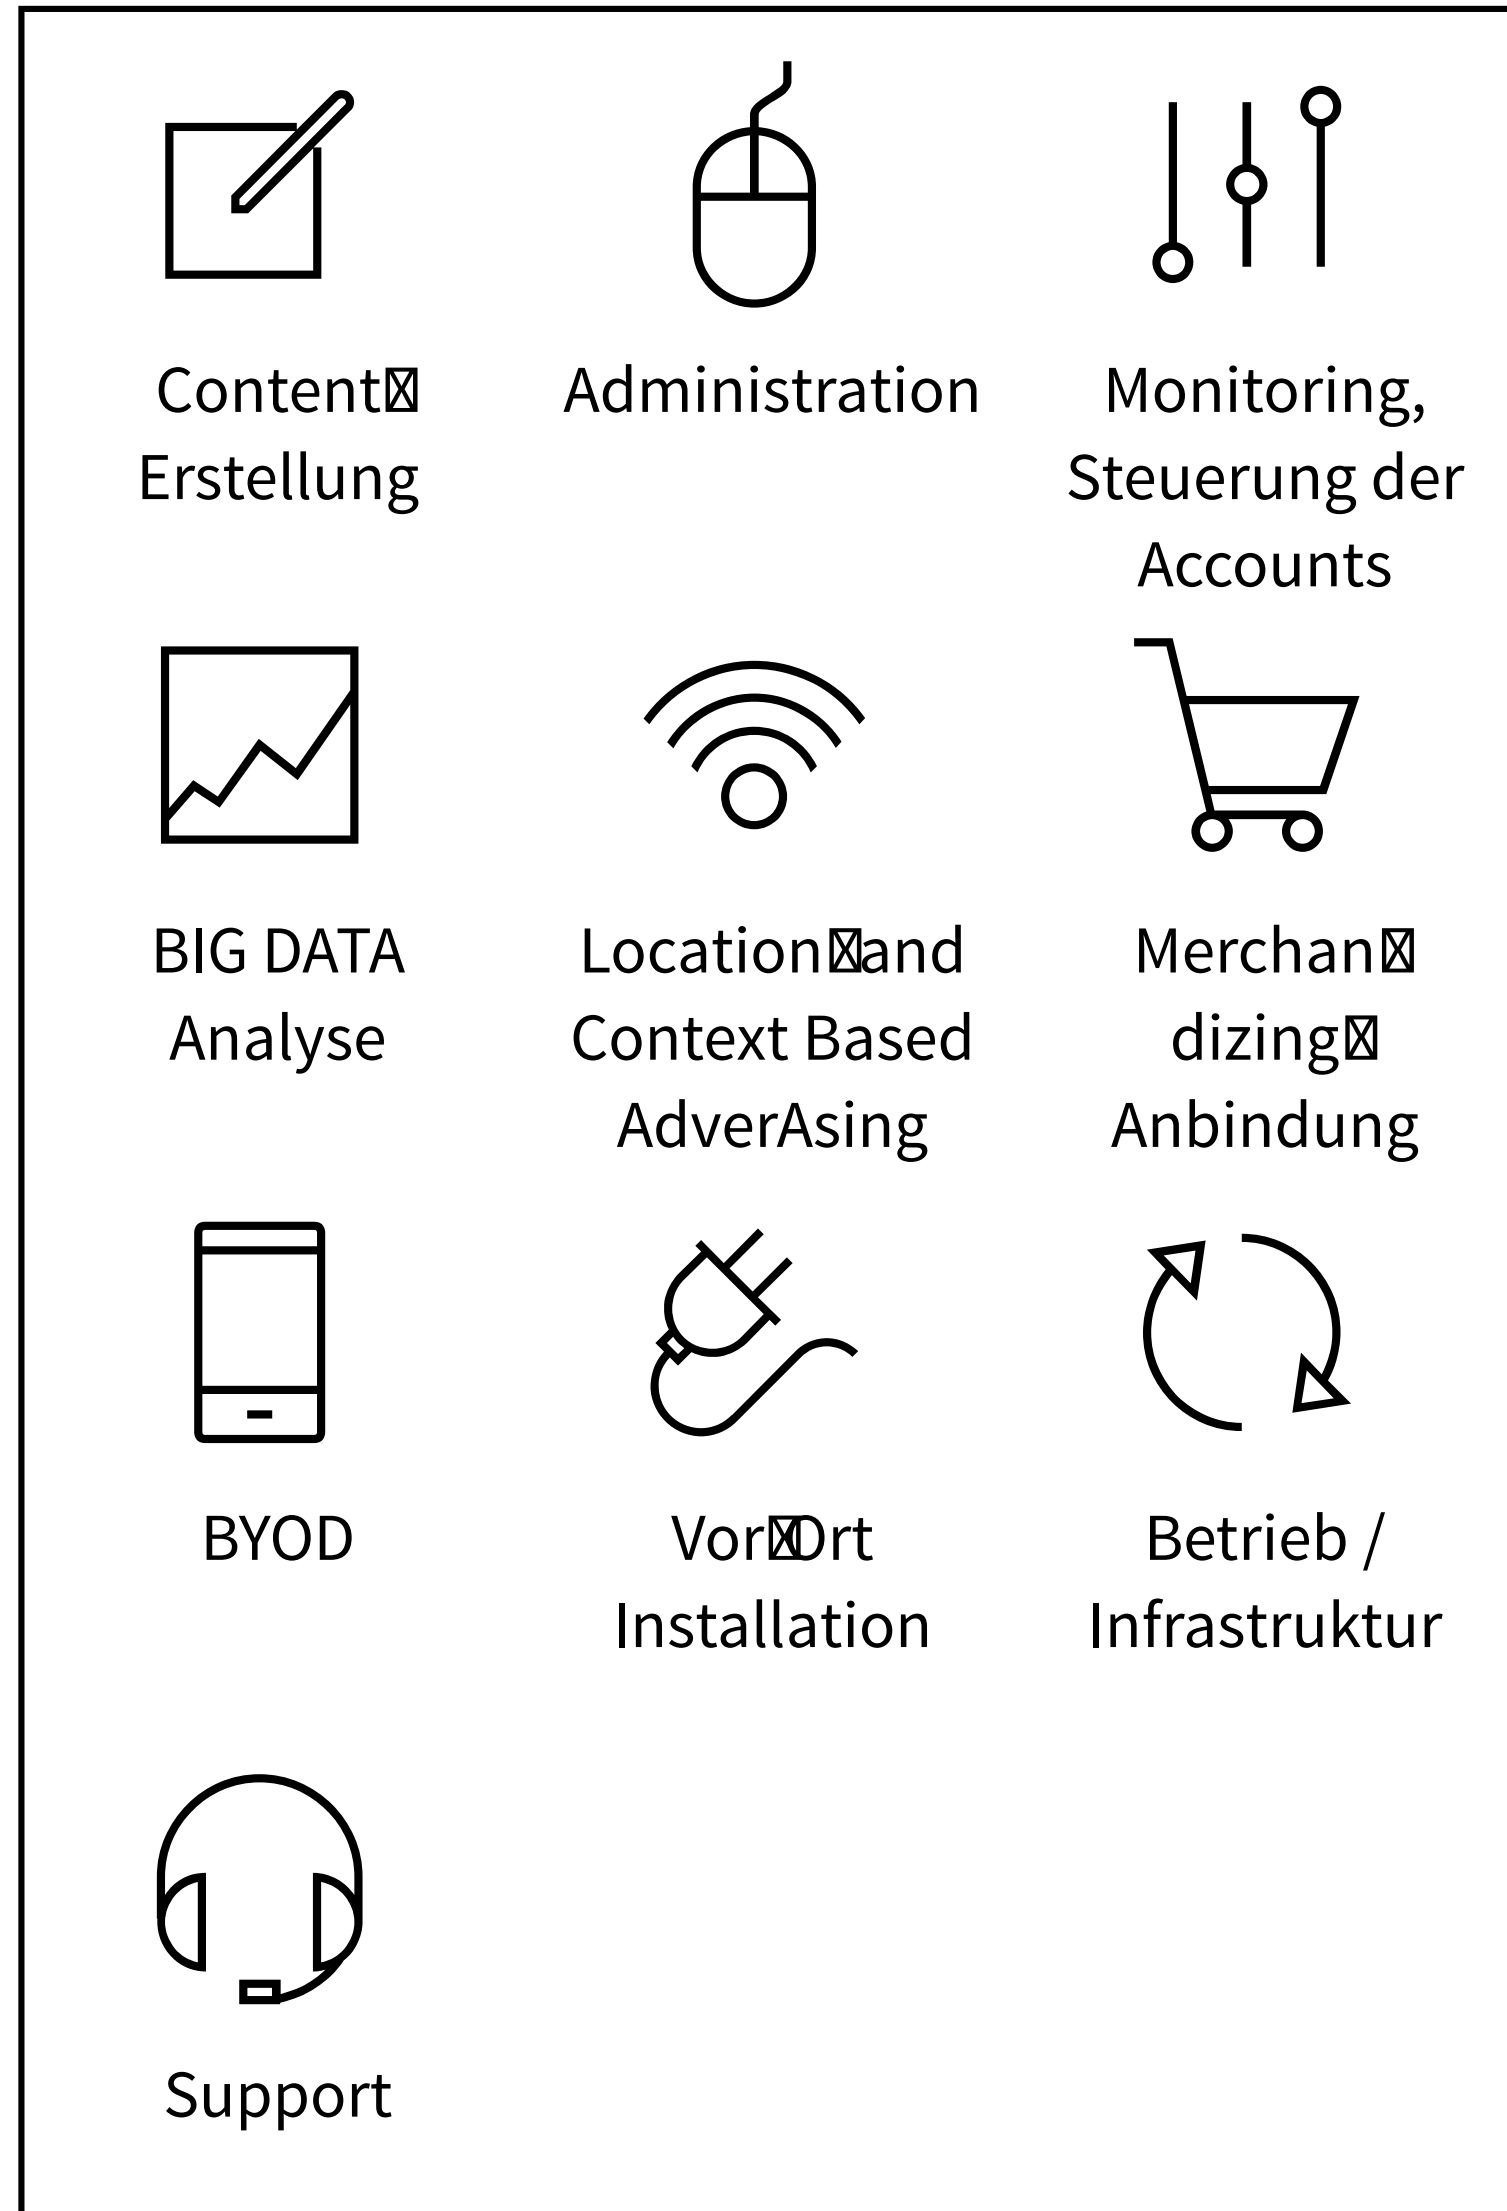 Content�
Erstellung
Administration
Monitoring,
Steuerung der
Accounts
BIG DATA
Analyse
Location�and
Context Based
AdverAsing
Merchan�
dizing�
Anbindung
BYOD
Vor�Ort
Installation
Betrieb /
Infrastruktur
Support